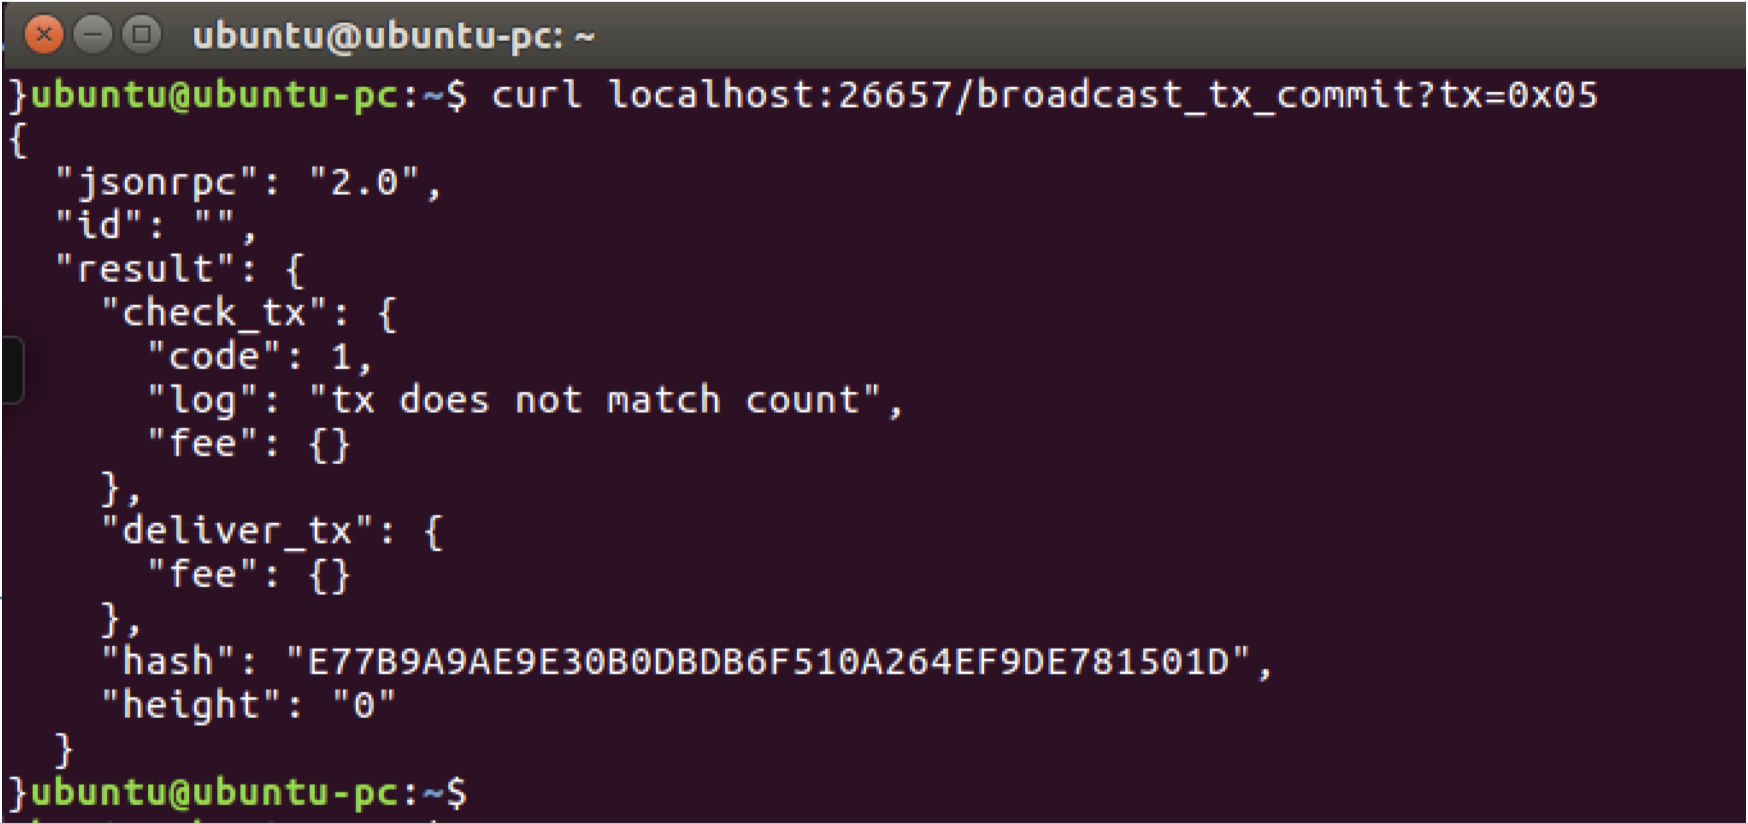 ubuntu@ubuntu-pc: ~
}ubuntu@ubuntu-pc:~$ curl localhost:26657/broadcast_tx_commit?tx=0x05
{
  "jsonrpc": "2.0",
  "id": "",
  "result": {
    "check_tx": {
      "code": 1,
      "log": "tx does not match count",
      "fee": {}
    },
    "deliver_tx": {
      "fee": {}
    },
    "hash": "E77B9A9AE9E30B0DBDB6F510A264EF9DE781501D",
    "height": "0"
  }
}ubuntu@ubuntu-pc:~$